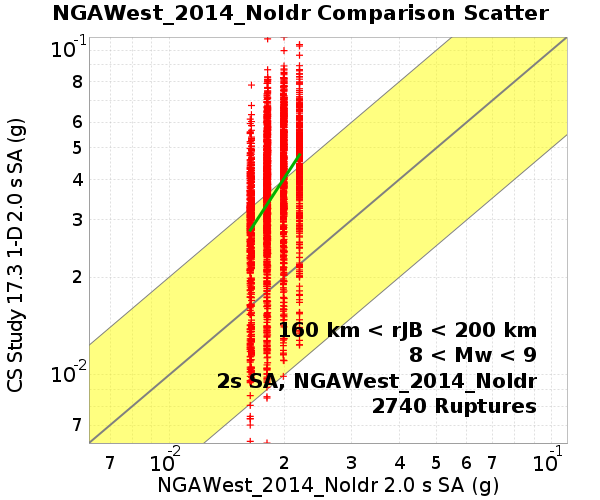 NGAWest_2014_NoIdr Comparison Scatter
CS Study 17.3 1-D 2.0 s SA (g)
10-1
8
6
5
4
3
2
10-2
7
160 km < rJB < 200 km
8 < Mw < 9
2s SA, NGAWest_2014_NoIdr
2740 Ruptures
7 10-2 2 3 4 5 6 7 10-1
NGAWest_2014_NoIdr 2.0 s SA (g)